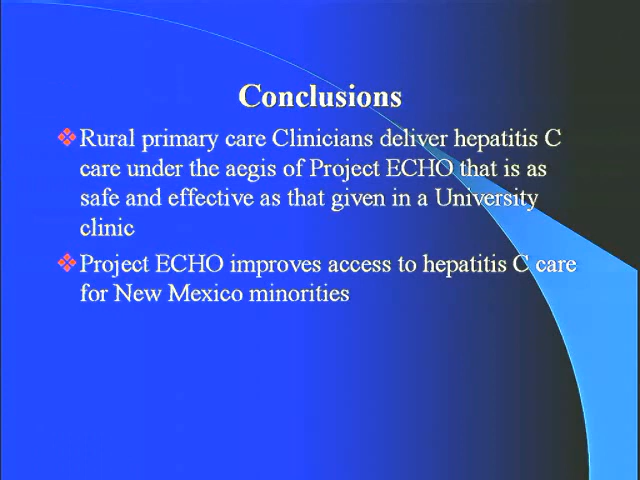 Conclusions
Rural primary care Clinicians deliver hepatitis C
care under the aegis of Project ECHO that is as
safe and effective as that given in a University
clinic
Project ECHO improves access to hepatitis C care
for New Mexico minorities